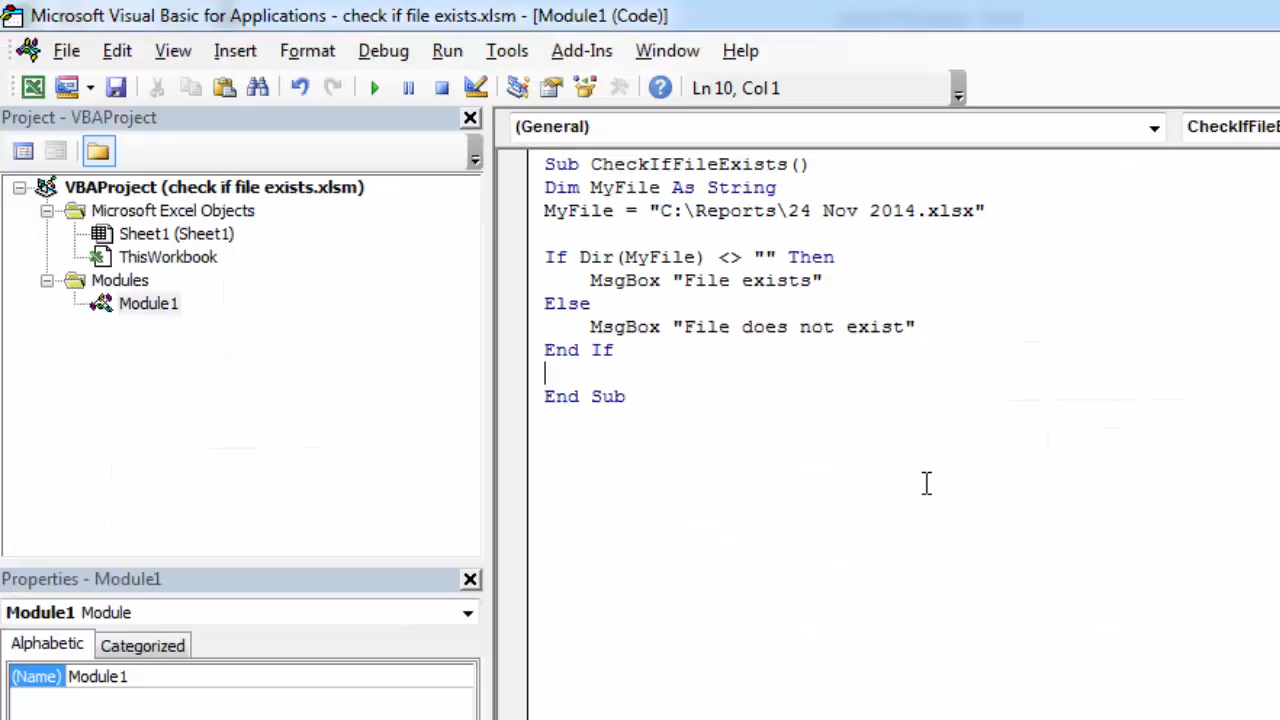 Microsoft Visual Basic for Applications - check if file exists.xlsm - [Module1 (Code)]
File Edit View Insert Format Debug Run Tools Add-Ins Window Help
Ln 10, Col 1
Project - VBAProject
(General)
CheckIfFileE
VBAProject (check if file exists.xlsm)
Microsoft Excel Objects
Sheet1 (Sheet1)
ThisWorkbook
Modules
Module1
Sub CheckIfFileExists()
Dim MyFile As String
MyFile = "C:\Reports\24 Nov 2014.xlsx"
If Dir(MyFile) <> "" Then
MsgBox "File exists"
Else
MsgBox "File does not exist"
End If
End Sub
Properties - Module1
Module1 Module
Alphabetic Categorized
(Name) Module1